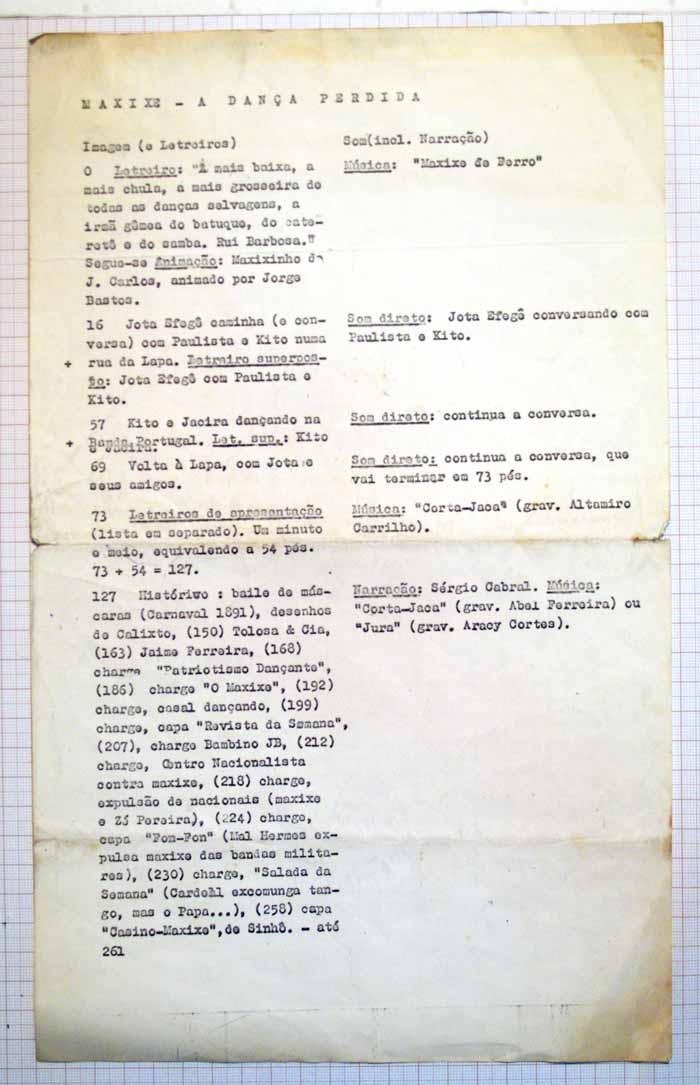 MAXIXE - A DANÇA PERDIDA
Imagem (e Letreiros)
Som(incl. Narração)
0 Letreiro: "A mais baixa, a
mais chula, a mais grosseira de
todas as danças selvagens, a
irmã gêmea do batuque, do cate-
retê e do samba. Rui Barbosa."
Segue-se Animação: Maxixinho de
J. Carlos, animado por Jorge
Bastos.
Música: "Maxixe de Ferro"
16 Jota Efegê caminha (e con-
versa) com Paulista e Kito numa
+ rua da Lapa. Letreiro superpos-
to: Jota Efegê com Paulista e
Kito.
Som direto: Jota Efegê conversando com
Paulista e Kito.
57 Kito e Jacira dançando na
+ Banda Portugal. Let. sup.: Kito
e Jacira.
Som direto: continua a conversa.
69 Volta à Lapa, com Jota e
seus amigos.
Som direto: continua a conversa, que
vai terminar em 73 pés.
73 Letreiros de apresentação
(lista em separado). Um minuto
e meio, equivalendo a 54 pés.
73 + 54 = 127.
Música: "Corta-Jaca" (grav. Altamiro
Carrilho).
127 Histórico : baile de más-
caras (Carnaval 1891), desenhos
de Calixto, (150) Tolosa & Cia,
(163) Jaime Ferreira, (168)
charge "Patriotismo Dançante",
(186) charge "O Maxixe", (192)
charge, casal dançando, (199)
charge, capa "Revista da Semana",
(207), charge Bambino JB, (212)
charge, Centro Nacionalista
contra maxixe, (218) charge,
expulsão de nacionais (maxixe
e Zé Pereira), (224) charge,
capa "Fon-Fon" (Mal Hermes ex-
pulsa maxixe das bandas milita-
res), (230) charge, "Salada da
Semana" (Cardeal excomunga tan-
go, mas o Papa...), (258) capa
"Casino-Maxixe",de Sinhô. - até
261
Narração: Sérgio Cabral. Música:
"Corta-Jaca" (grav. Abel Ferreira) ou
"Jura" (grav. Aracy Cortes).